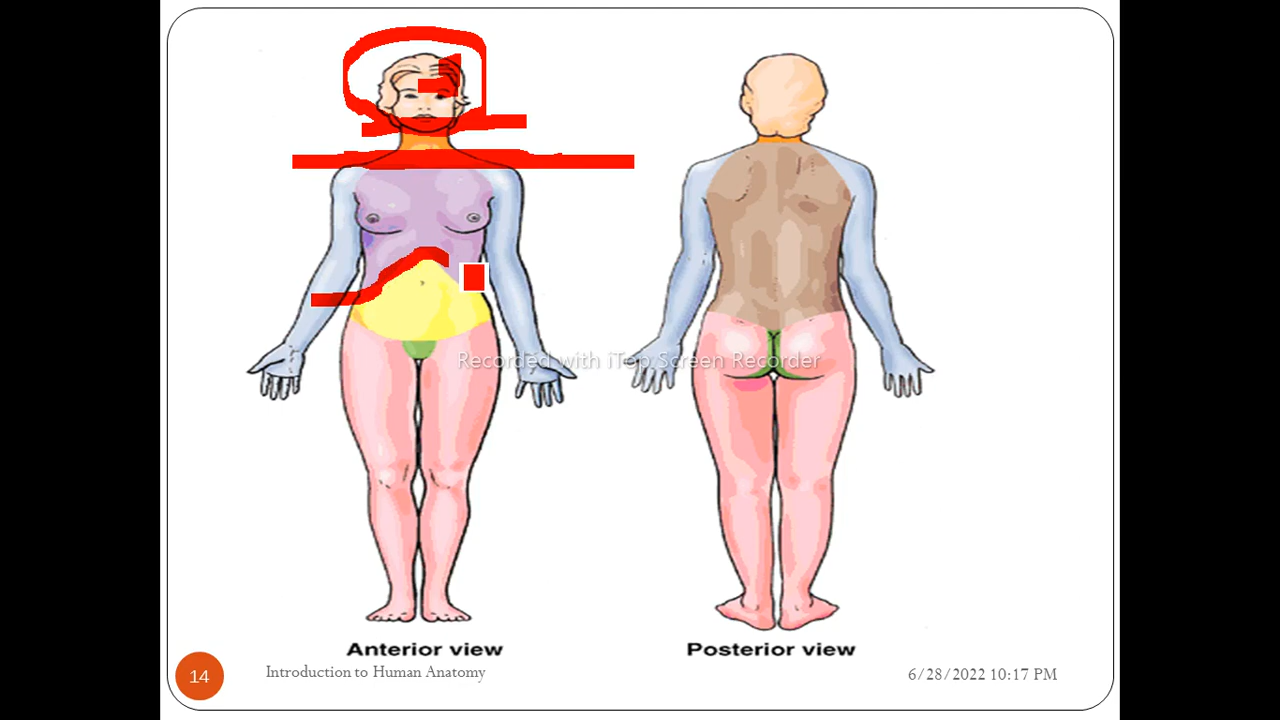 Recorded with iTop Screen Recorder
Anterior view
Posterior view
14
Introduction to Human Anatomy
6/28/2022 10:17 PM